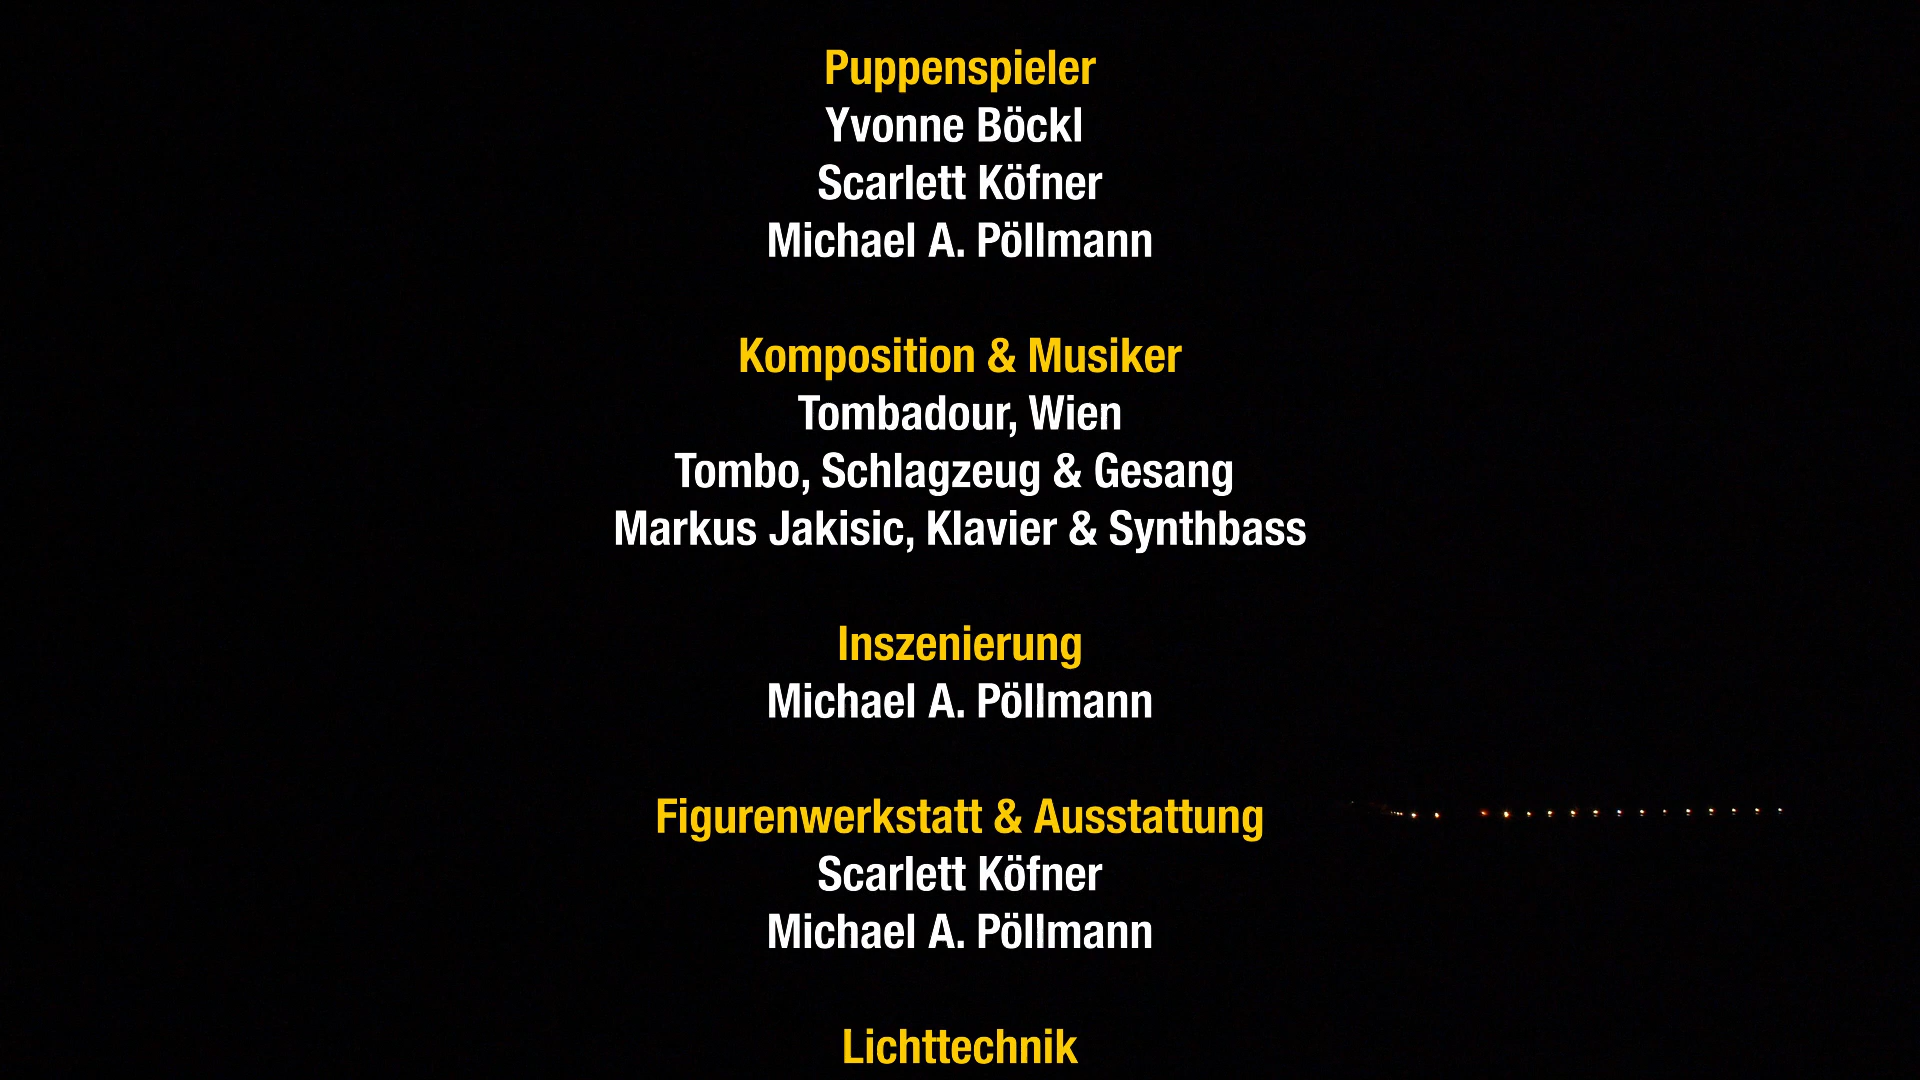 Puppenspieler
Yvonne Böckl
Scarlett Köfner
Michael A. Pöllmann
Komposition & Musiker
Tombadour, Wien
Tombo, Schlagzeug & Gesang
Markus Jakisic, Klavier & Synthbass
Inszenierung
Michael A. Pöllmann
Figurenwerkstatt & Ausstattung
Scarlett Köfner
Michael A. Pöllmann
Lichttechnik